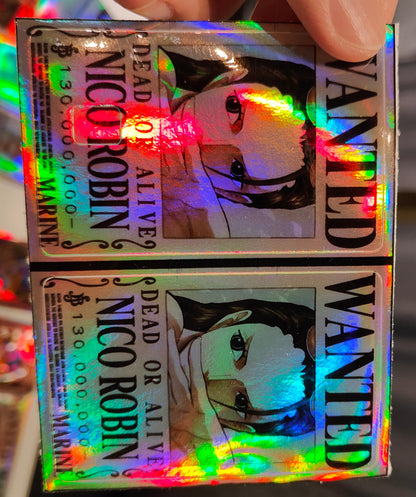 WANTED
DEAD OR ALIVE
NICO ROBIN
฿130,000,000-
MARINE
WANTED
DEAD OR ALIVE
NICO ROBIN
฿130,000,000-
MARINE